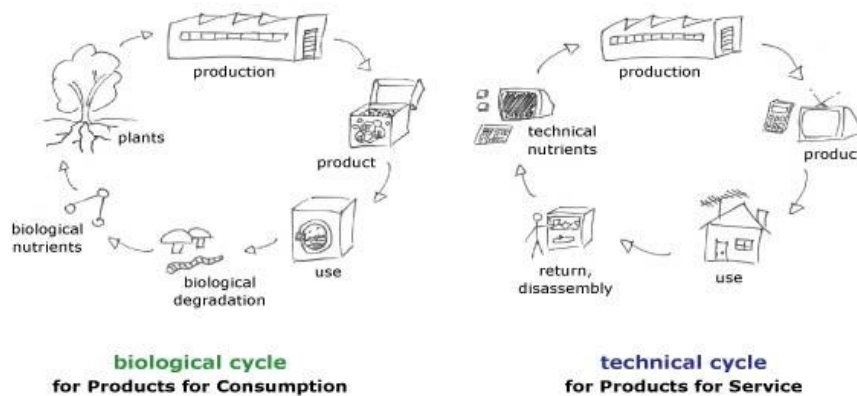 production
plants
product
biological
nutrients
biological
degradation
use
biological cycle
for Products for Consumption
production
technical
nutrients
produc
return,
disassembly
use
technical cycle
for Products for Service